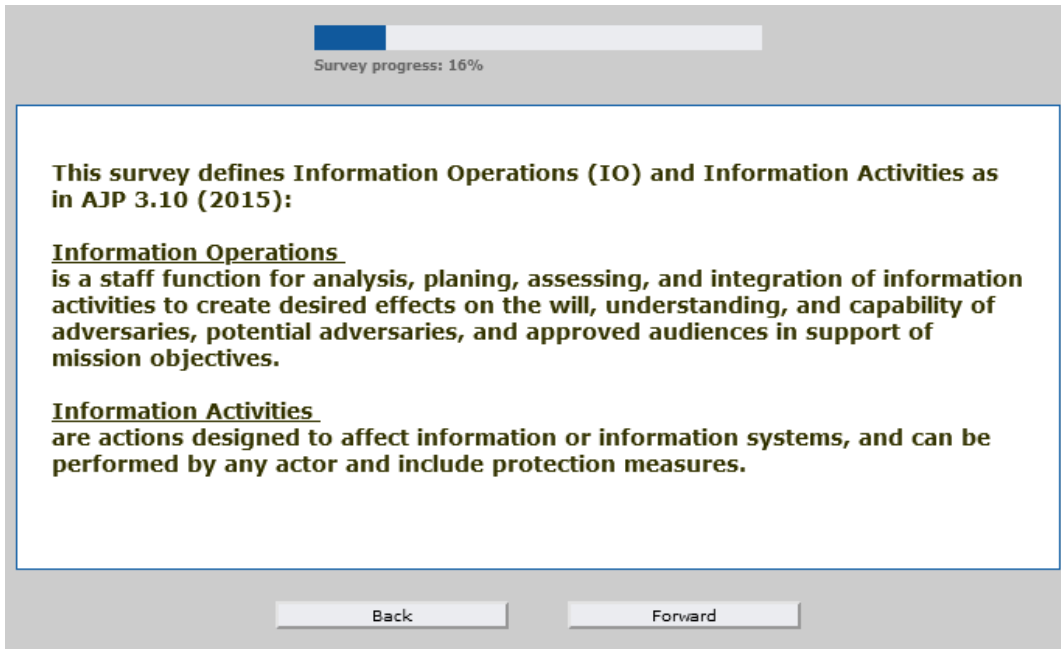 Survey progress: 16%
This survey defines Information Operations (IO) and Information Activities as
in AJP 3.10 (2015):
Information Operations
is a staff function for analysis, planing, assessing, and integration of information
activities to create desired effects on the will, understanding, and capability of
adversaries, potential adversaries, and approved audiences in support of
mission objectives.
Information Activities
are actions designed to affect information or information systems, and can be
performed by any actor and include protection measures.
Back
Forward